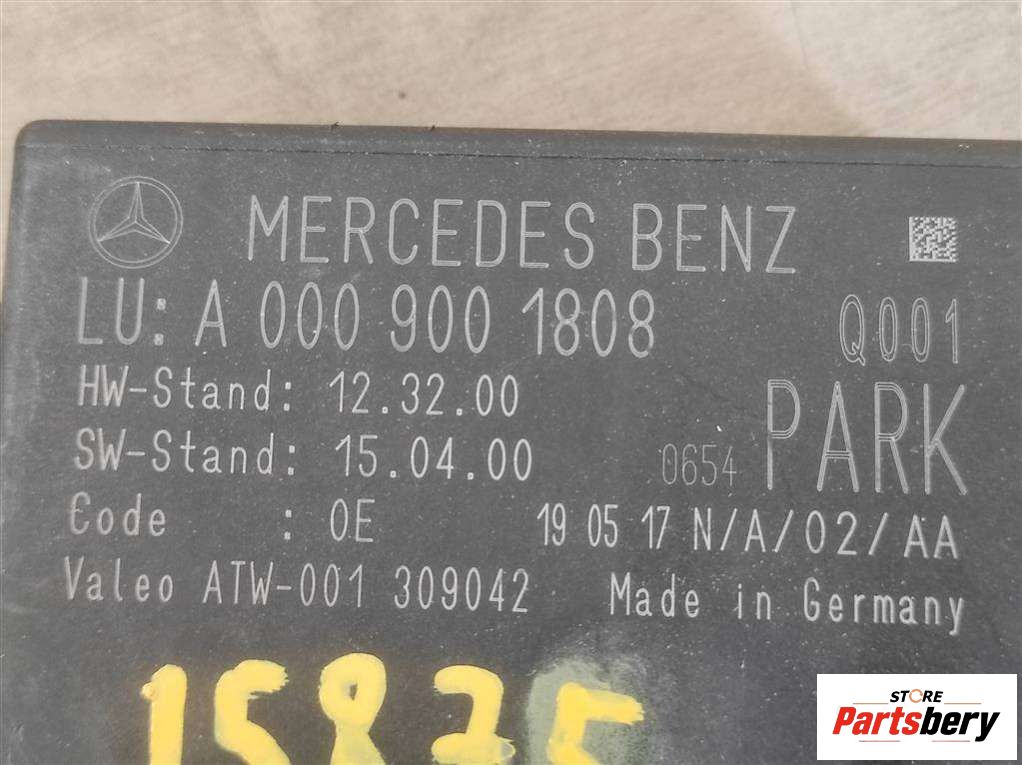 MERCEDES BENZ
LU: A 000 900 1808 Q001
HW-Stand: 12.32.00
SW-Stand: 15.04.00 0654 PARK
Code : 0E 19 05 17 N/A/02/AA
Valeo ATW-001 309042 Made in Germany
15875
STORE
Partsbery